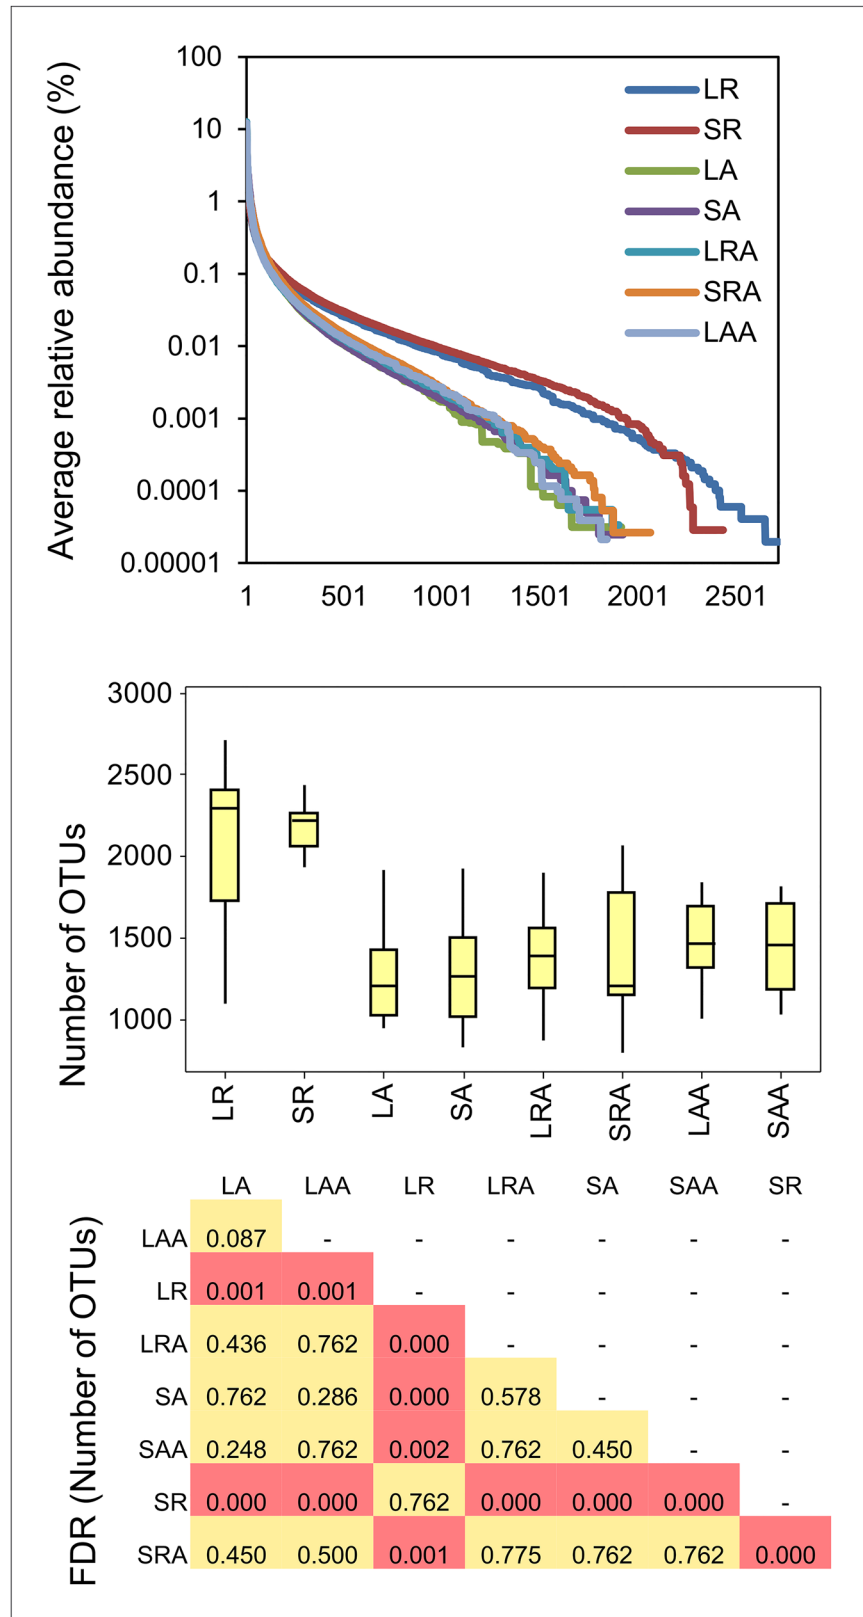 Average relative abundance (%)
100
10
1
0.1
0.01
0.001
0.0001
0.00001
1 501 1001 1501 2001 2501
LR
SR
LA
SA
LRA
SRA
LAA
Number of OTUs
3000
2500
2000
1500
1000
LR SR LA SA LRA SRA LAA SAA
FDR (Number of OTUs)
LA LAA LR LRA SA SAA SR
LAA 0.087 - - - - - -
LR 0.001 0.001 - - - - -
LRA 0.436 0.762 0.000 - - - -
SA 0.762 0.286 0.000 0.578 - - -
SAA 0.248 0.762 0.002 0.762 0.450 - -
SR 0.000 0.000 0.762 0.000 0.000 0.000 -
SRA 0.450 0.500 0.001 0.775 0.762 0.762 0.000